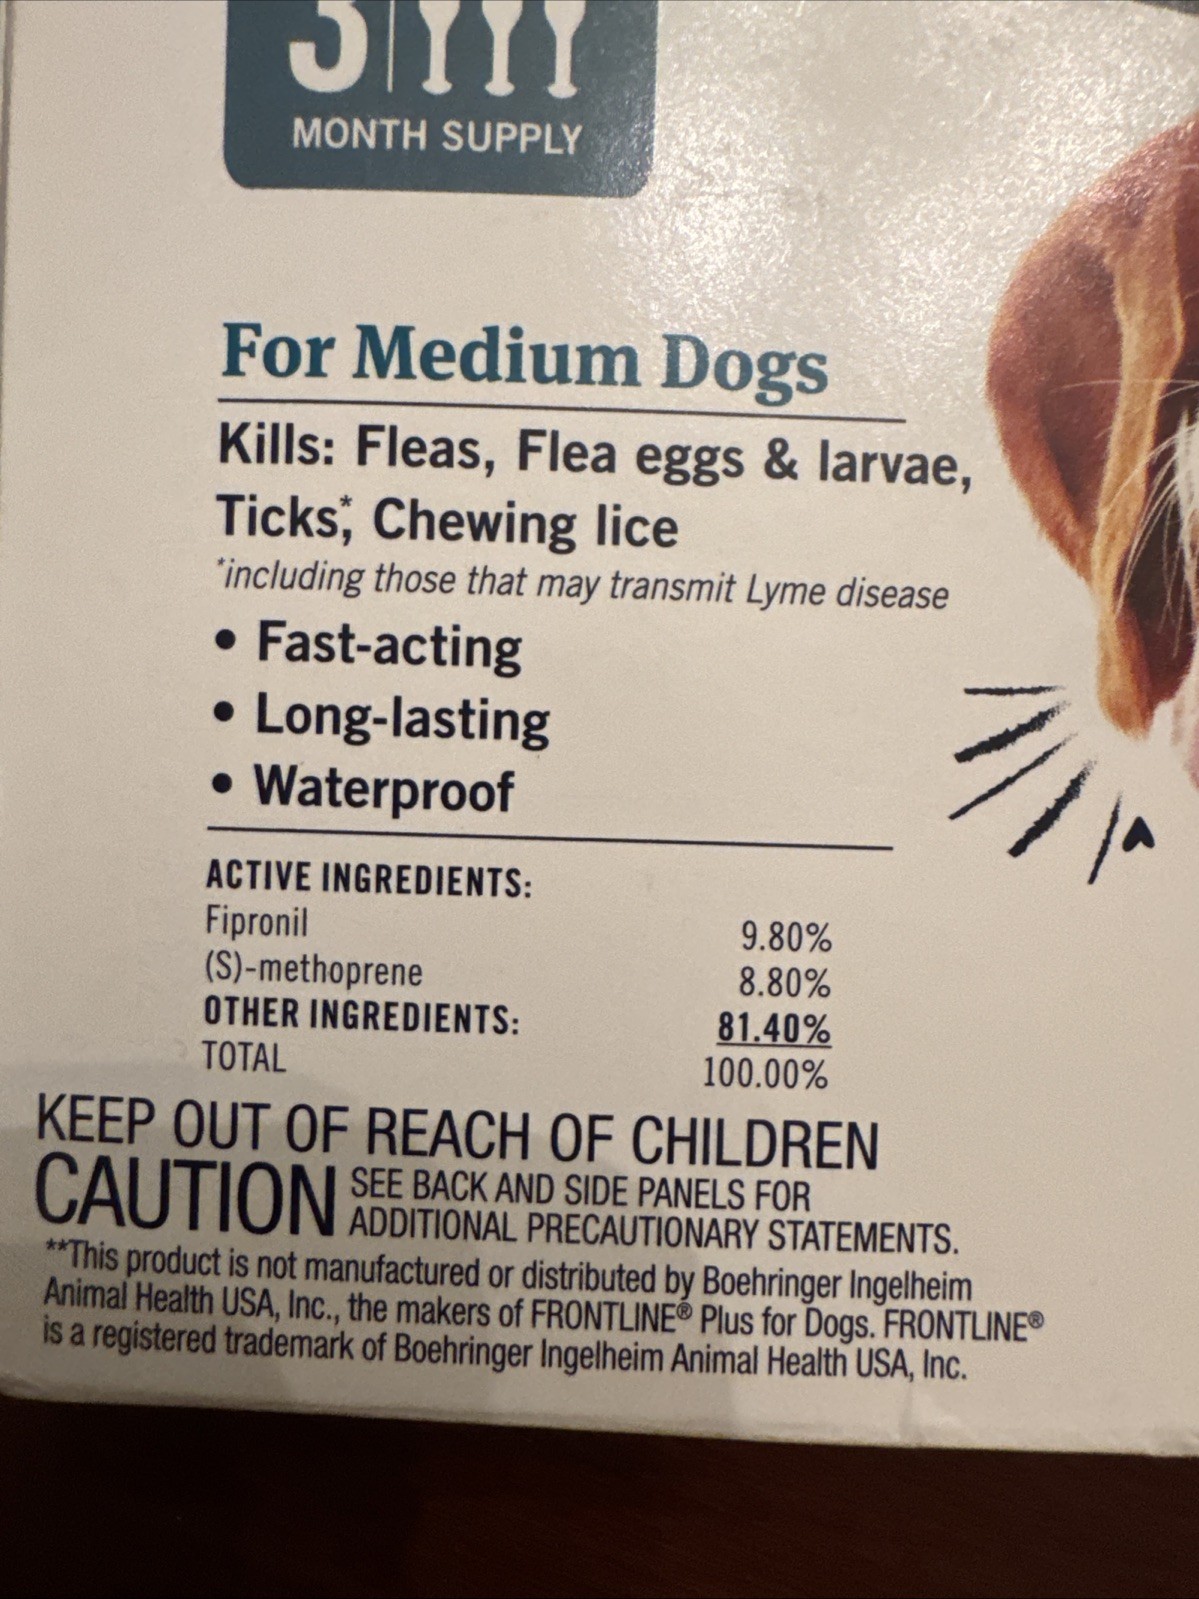 3
MONTH SUPPLY
For Medium Dogs
Kills: Fleas, Flea eggs & larvae,
Ticks*, Chewing lice
*including those that may transmit Lyme disease
• Fast-acting
• Long-lasting
• Waterproof
ACTIVE INGREDIENTS:
Fipronil 9.80%
(S)-methoprene 8.80%
OTHER INGREDIENTS: 81.40%
TOTAL 100.00%
KEEP OUT OF REACH OF CHILDREN
CAUTION SEE BACK AND SIDE PANELS FOR
ADDITIONAL PRECAUTIONARY STATEMENTS.
**This product is not manufactured or distributed by Boehringer Ingelheim
Animal Health USA, Inc., the makers of FRONTLINE® Plus for Dogs. FRONTLINE®
is a registered trademark of Boehringer Ingelheim Animal Health USA, Inc.